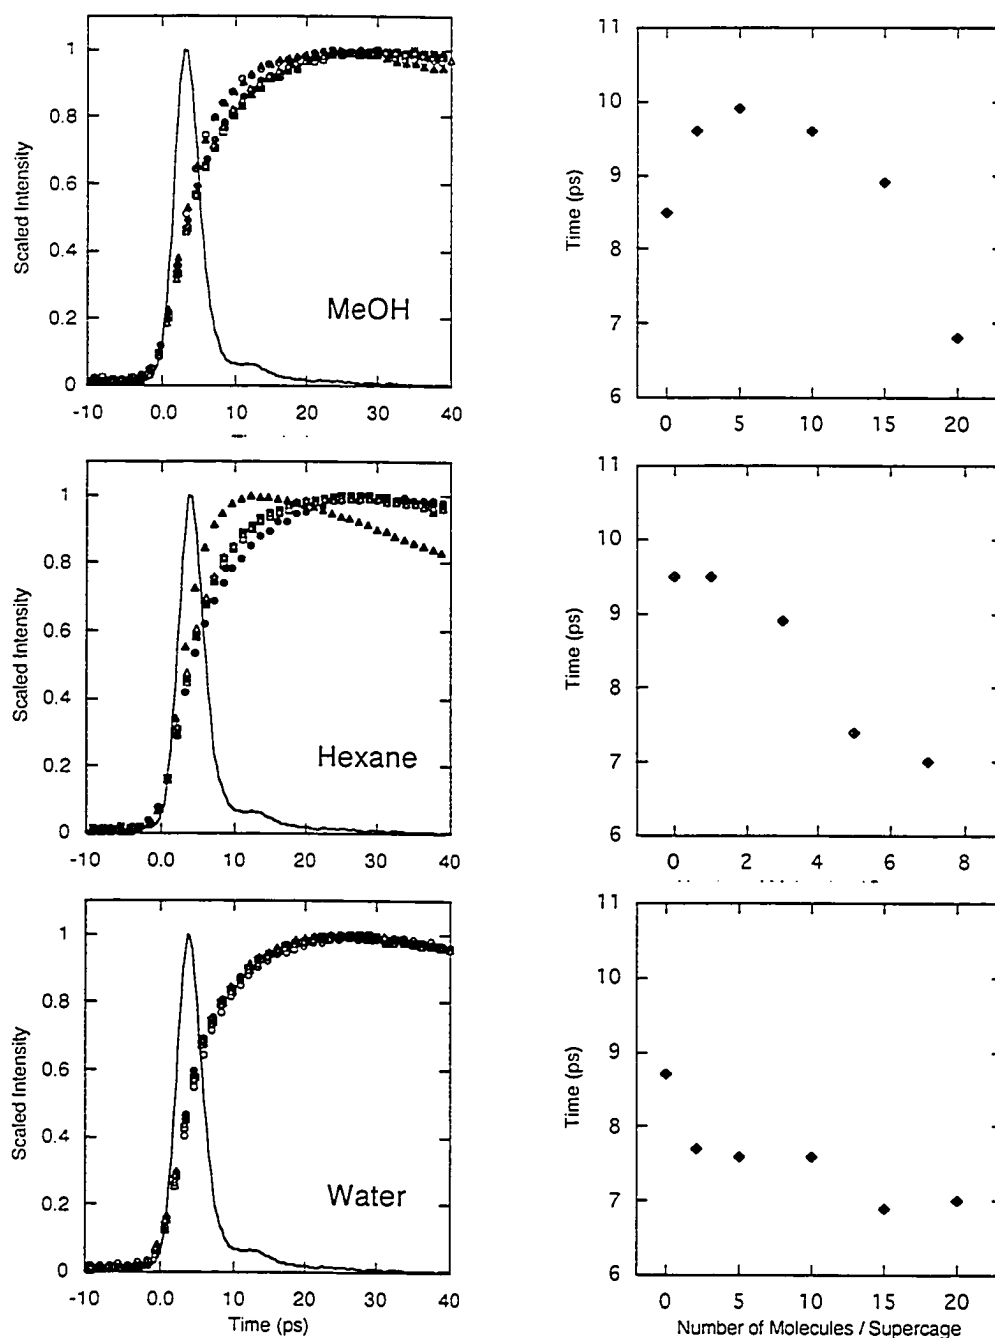 1
0.8
0.6
0.4
0.2
0
Scaled Intensity
MeOH
-10 0.0 10 20 30 40
11
10
9
8
7
6
Time (ps)
0 5 10 15 20
1
0.8
0.6
0.4
0.2
0
Scaled Intensity
Hexane
-10 0.0 10 20 30 40
11
10
9
8
7
6
Time (ps)
0 2 4 6 8
1
0.8
0.6
0.4
0.2
0
Scaled Intensity
Water
-10 0.0 10 20 30 40
Time (ps)
11
10
9
8
7
6
Time (ps)
0 5 10 15 20
Number of Molecules / Supercage